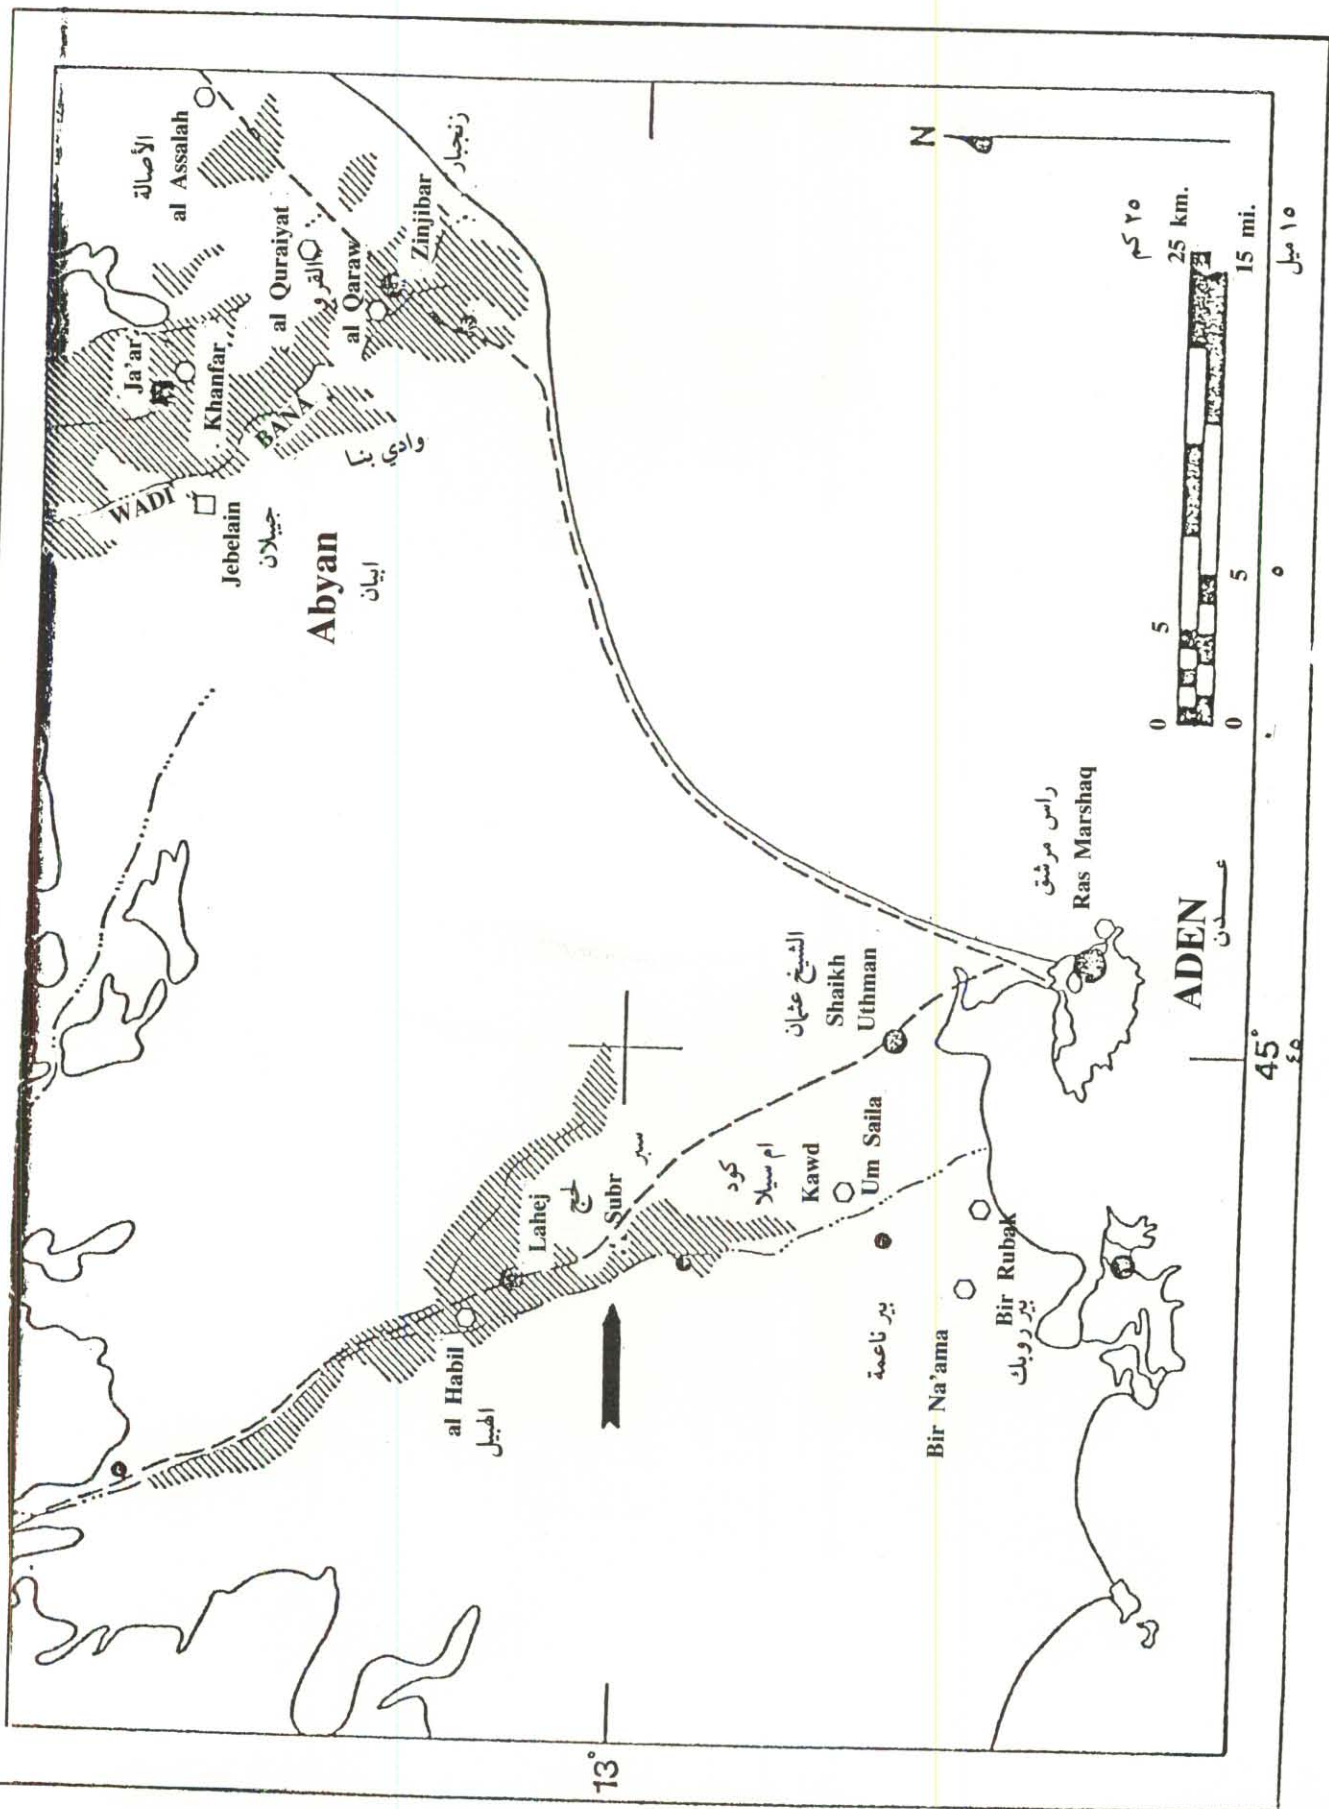 الأصالة
al Assalah
Ja'ar
Khanfar
al Quraiyat
القرو
al Qaraw
Zinjibar
زنجبار
WADI BANA
وادي بنا
Jebelain
جبيلان
Abyan
ابيان
al Habil
الهبيل
Lahej
لحج
Subr
سبر
كود
ام سيلا
Kawd
Um Saila
الشيخ عثمان
Shaikh
Uthman
بير ناعمة
Bir Na'ama
Bir Rubak
بير روبك
راس مرشق
Ras Marshaq
ADEN
عدن
N
٢٥ كم
0 5 25 km.
0 5 15 mi.
٠ ٥ ١٥ ميل
13°
45°
٤٥